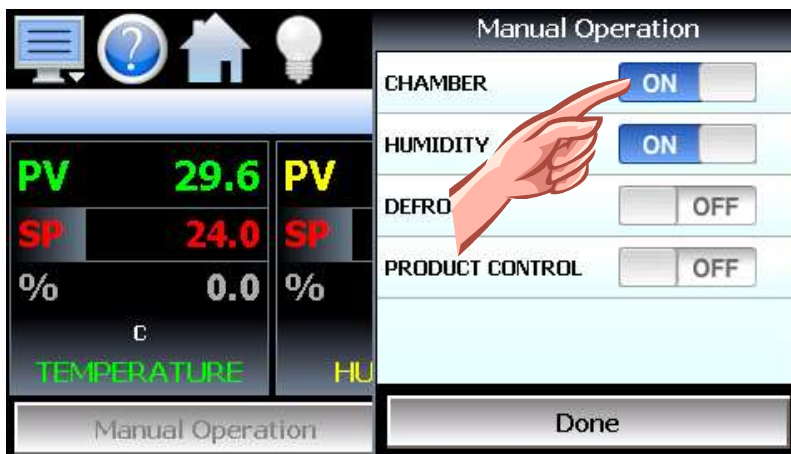 ?
PV 29.6
SP 24.0
% 0.0
C
TEMPERATURE
PV
SP
%
HU
Manual Operation
Manual Operation
CHAMBER ON
HUMIDITY ON
DEFRO OFF
PRODUCT CONTROL OFF
Done